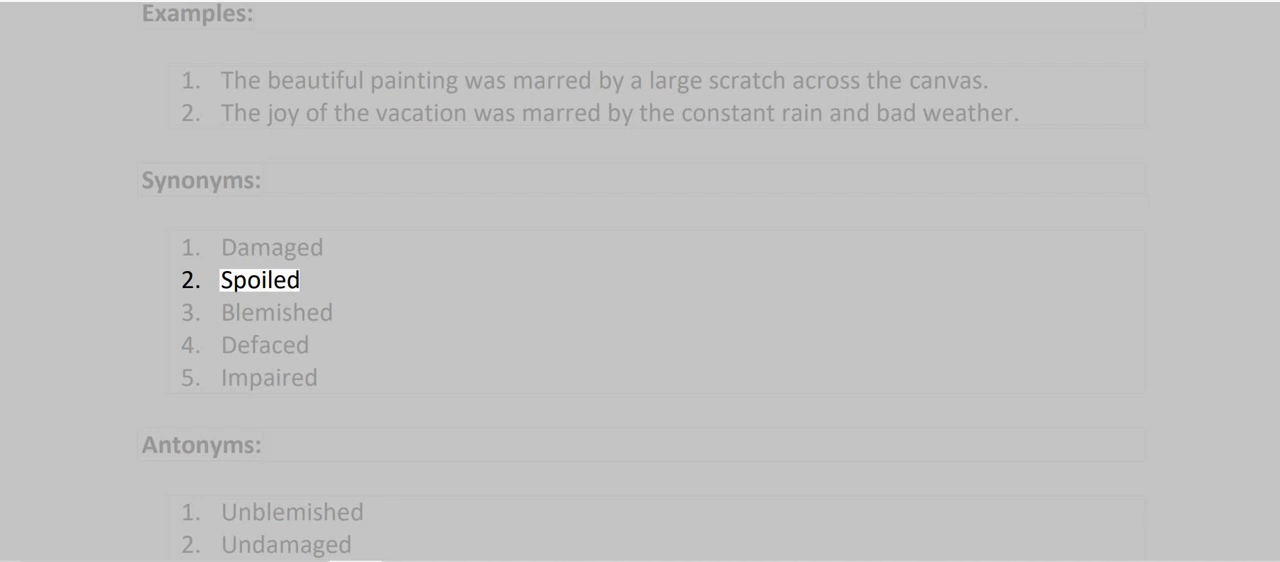 Examples:
1. The beautiful painting was marred by a large scratch across the canvas.
2. The joy of the vacation was marred by the constant rain and bad weather.
Synonyms:
1. Damaged
2. Spoiled
3. Blemished
4. Defaced
5. Impaired
Antonyms:
1. Unblemished
2. Undamaged